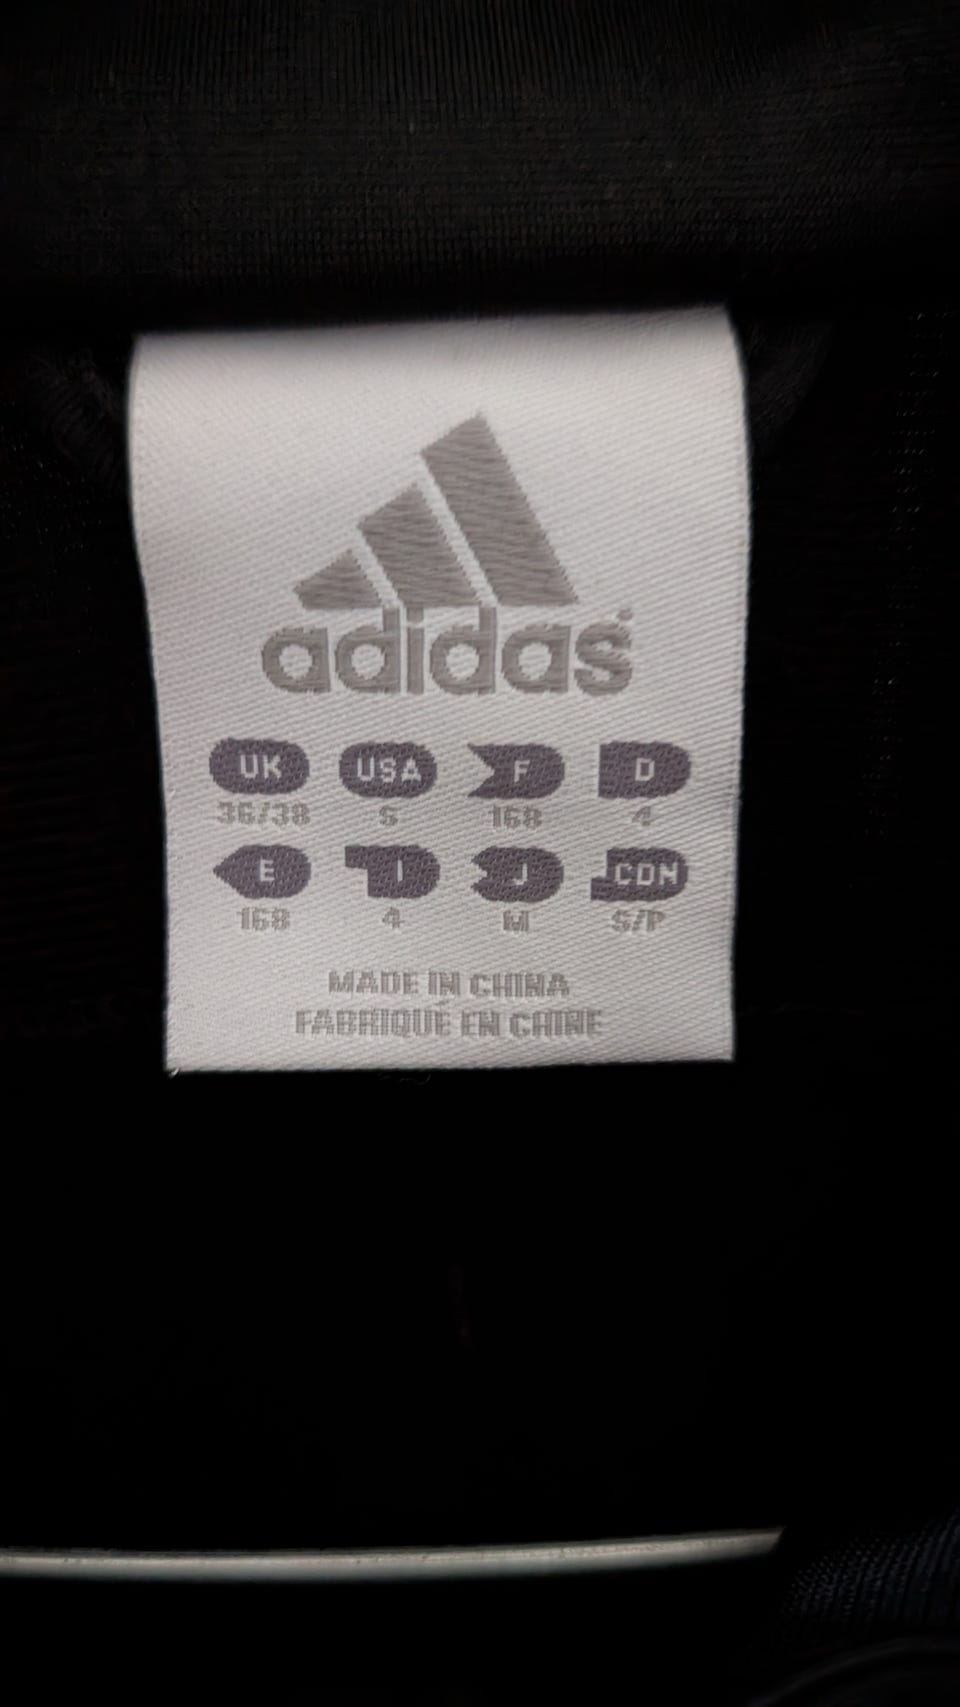 adidas®
UK USA F D
36/38 S 168 4
E I J CDN
168 4 M S/P
MADE IN CHINA
FABRIQUÉ EN CHINE